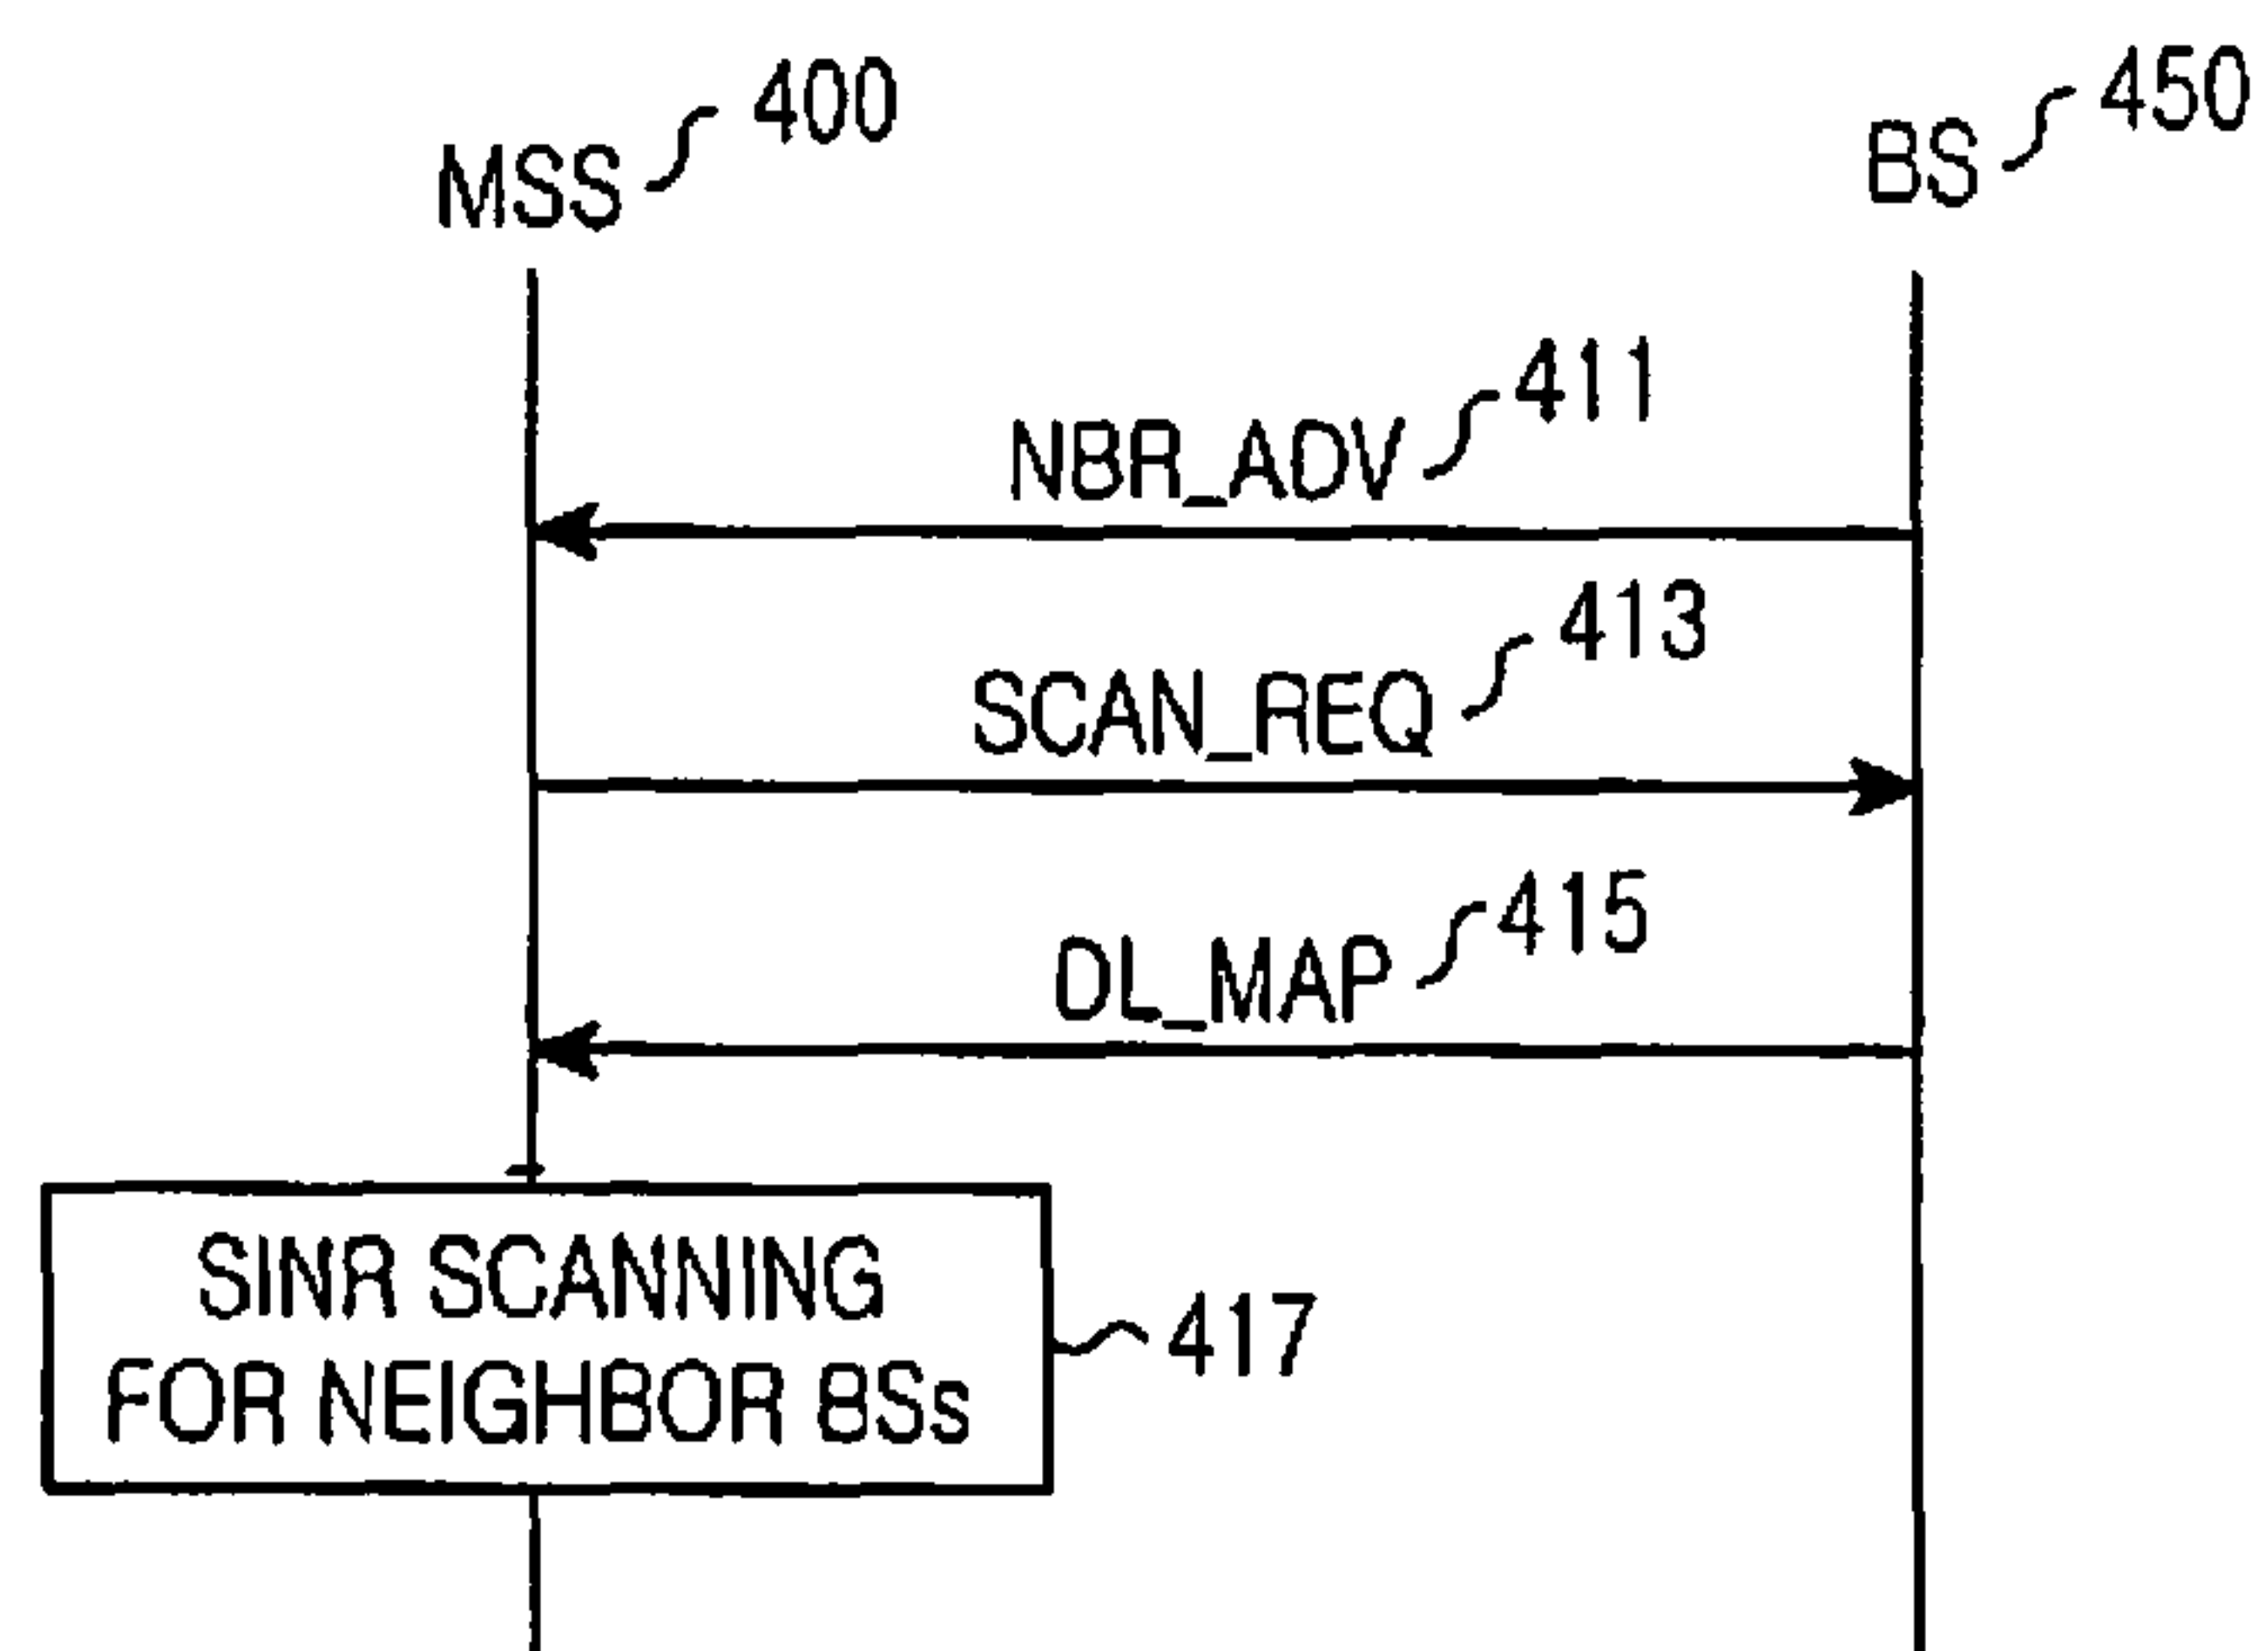 MSS 400
BS 450
NBR_ADV 411
SCAN_REQ 413
DL_MAP 415
SINR SCANNING
FOR NEIGHBOR BSs
417